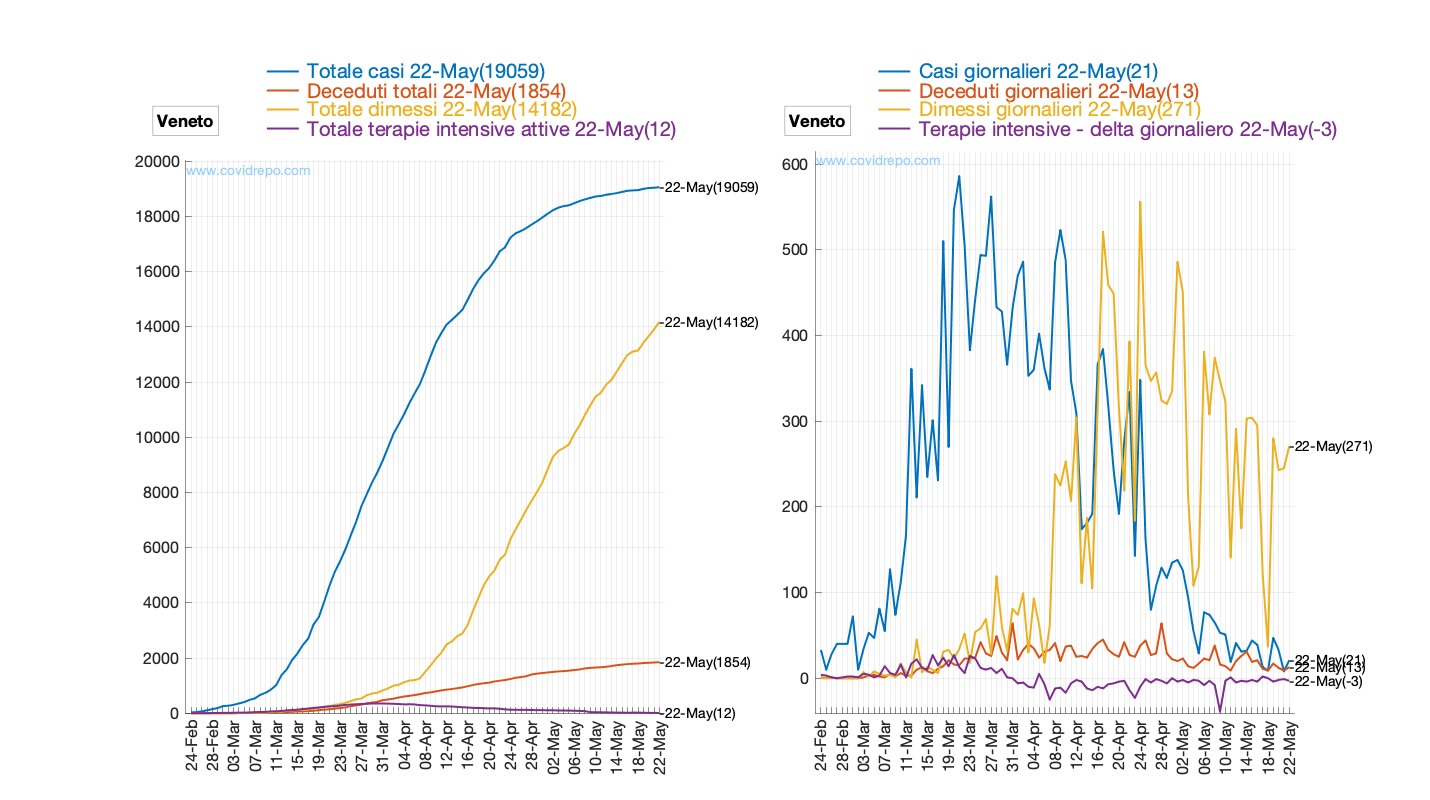 Totale casi 22-May(19059)
Deceduti totali 22-May(1854)
Totale dimessi 22-May(14182)
Totale terapie intensive attive 22-May(12)
Veneto
www.covidrepo.com
20000
18000
16000
14000
12000
10000
8000
6000
4000
2000
0
22-May(19059)
22-May(14182)
22-May(1854)
22-May(12)
24-Feb
28-Feb
03-Mar
07-Mar
11-Mar
15-Mar
19-Mar
23-Mar
27-Mar
31-Mar
04-Apr
08-Apr
12-Apr
16-Apr
20-Apr
24-Apr
28-Apr
02-May
06-May
10-May
14-May
18-May
22-May
Casi giornalieri 22-May(21)
Deceduti giornalieri 22-May(13)
Dimessi giornalieri 22-May(271)
Terapie intensive - delta giornaliero 22-May(-3)
Veneto
www.covidrepo.com
600
500
400
300
200
100
0
22-May(271)
22-May(21)
22-May(13)
22-May(-3)
24-Feb
28-Feb
03-Mar
07-Mar
11-Mar
15-Mar
19-Mar
23-Mar
27-Mar
31-Mar
04-Apr
08-Apr
12-Apr
16-Apr
20-Apr
24-Apr
28-Apr
02-May
06-May
10-May
14-May
18-May
22-May